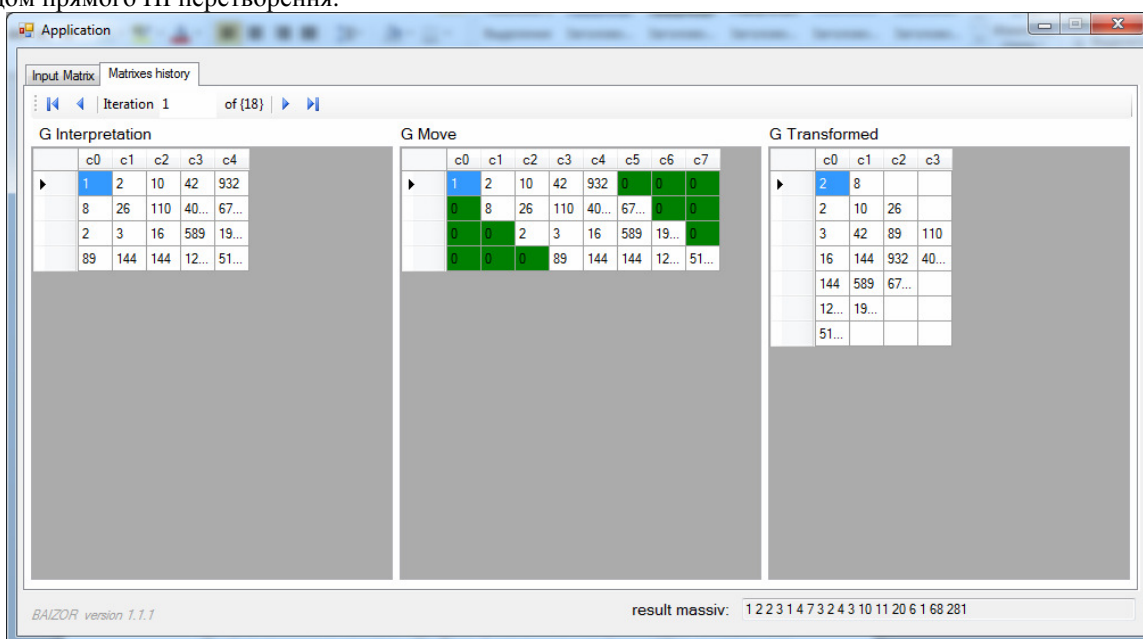 дом прямого ПГ перетворення.
Application
Input Matrix Matrixes history
Iteration 1 of {18}
G Interpretation
c0 c1 c2 c3 c4
1 2 10 42 932
8 26 110 40... 67...
2 3 16 589 19...
89 144 144 12... 51...
G Move
c0 c1 c2 c3 c4 c5 c6 c7
1 2 10 42 932 0 0 0
0 8 26 110 40... 67... 0 0
0 0 2 3 16 589 19... 0
0 0 0 89 144 144 12... 51...
G Transformed
c0 c1 c2 c3
2 8
2 10 26
3 42 89 110
16 144 932 40...
144 589 67...
12... 19...
51...
BAIZOR version 1.1.1
result massiv: 1 2 2 3 1 4 7 3 2 4 3 10 11 20 6 1 68 281